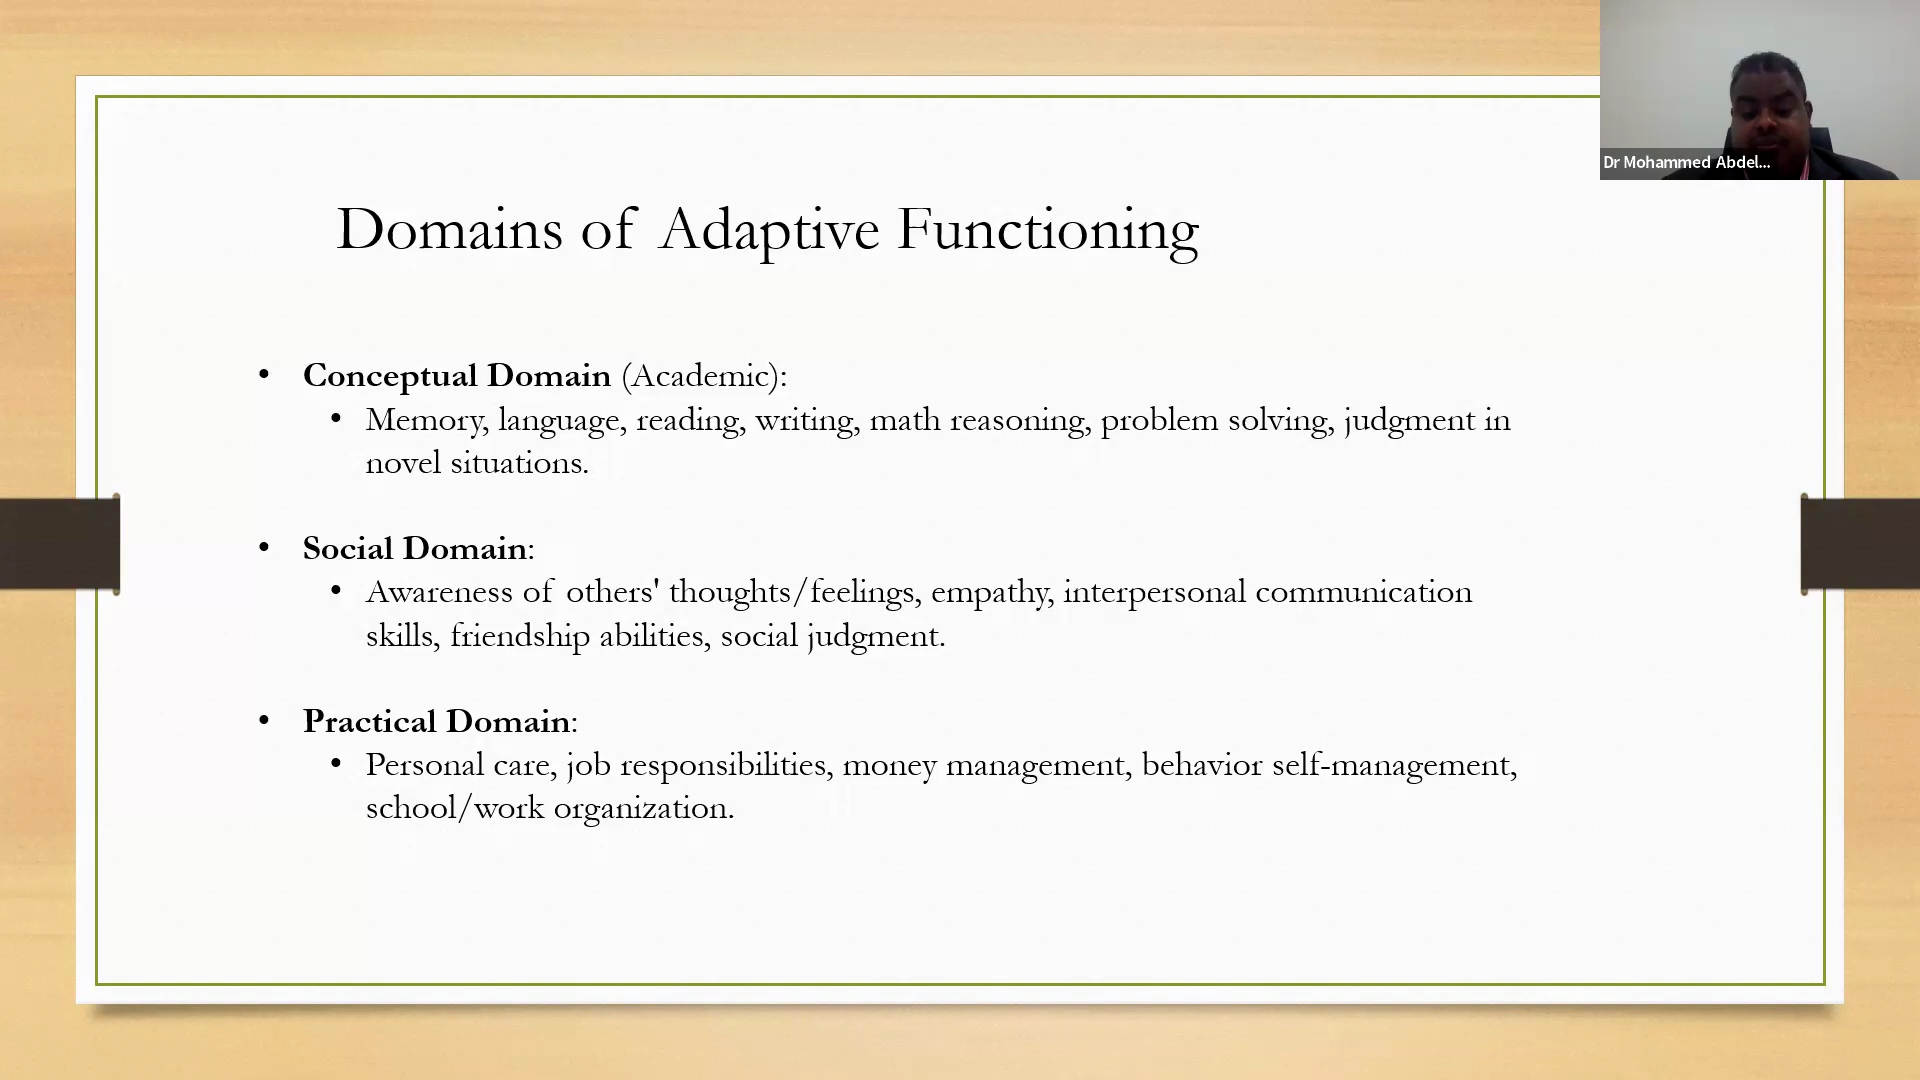 Dr Mohammed Abdel...
Domains of Adaptive Functioning
• Conceptual Domain (Academic):
• Memory, language, reading, writing, math reasoning, problem solving, judgment in
novel situations.
• Social Domain:
• Awareness of others' thoughts/feelings, empathy, interpersonal communication
skills, friendship abilities, social judgment.
• Practical Domain:
• Personal care, job responsibilities, money management, behavior self-management,
school/work organization.